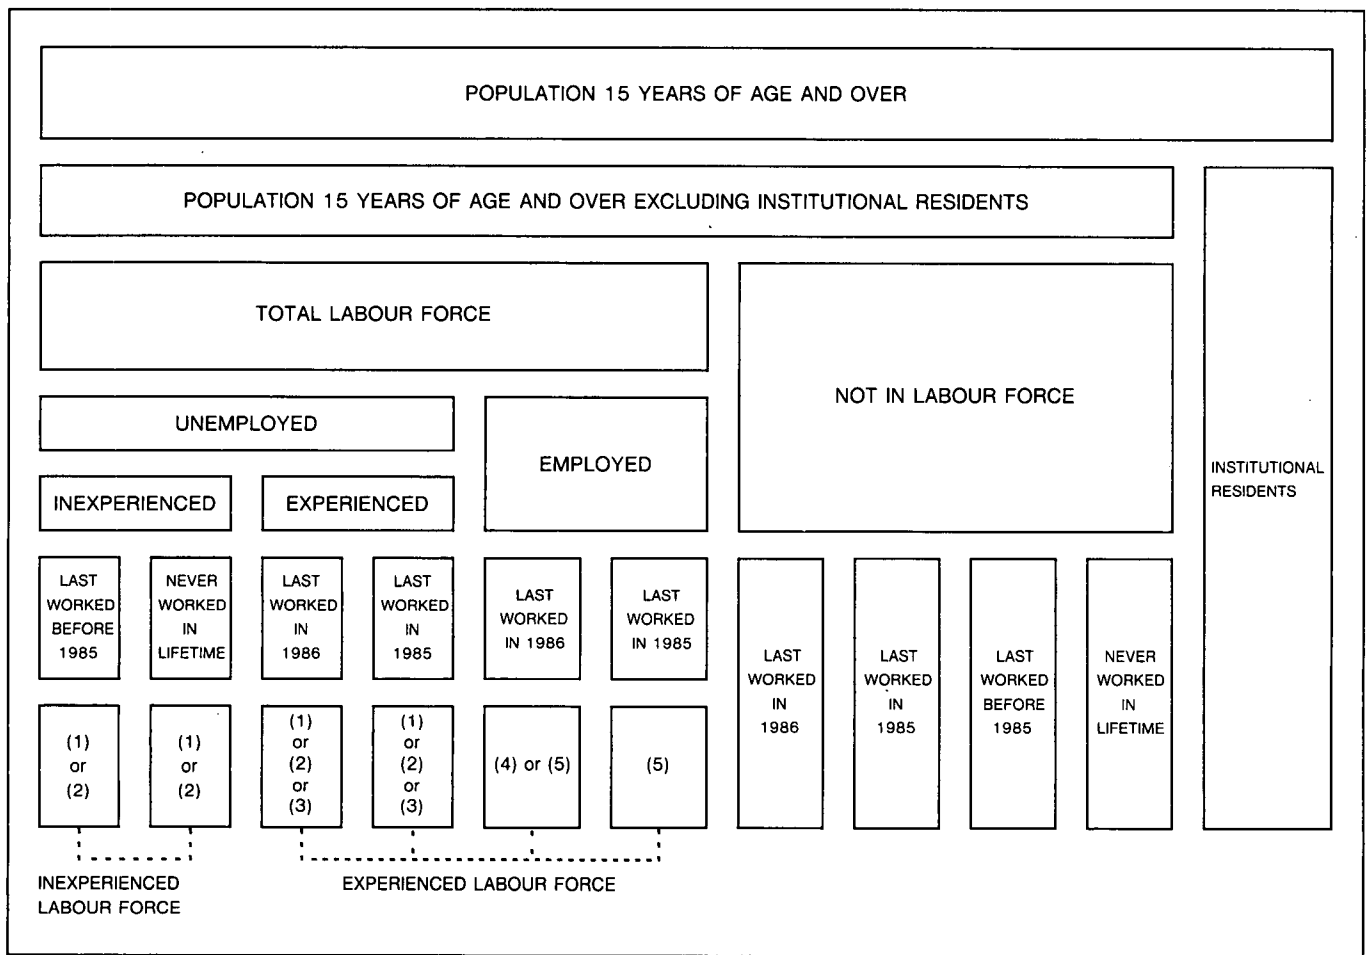 POPULATION 15 YEARS OF AGE AND OVER
POPULATION 15 YEARS OF AGE AND OVER EXCLUDING INSTITUTIONAL RESIDENTS
INSTITUTIONAL
RESIDENTS
TOTAL LABOUR FORCE
NOT IN LABOUR FORCE
UNEMPLOYED
EMPLOYED
INEXPERIENCED
EXPERIENCED
LAST
WORKED
BEFORE
1985
NEVER
WORKED
IN
LIFETIME
LAST
WORKED
IN
1986
LAST
WORKED
IN
1985
LAST
WORKED
IN 1986
LAST
WORKED
IN 1985
LAST
WORKED
IN
1986
LAST
WORKED
IN
1985
LAST
WORKED
BEFORE
1985
NEVER
WORKED
IN
LIFETIME
(1)
or
(2)
(1)
or
(2)
(1)
or
(2)
or
(3)
(1)
or
(2)
or
(3)
(4) or (5)
(5)
INEXPERIENCED
LABOUR FORCE
EXPERIENCED LABOUR FORCE